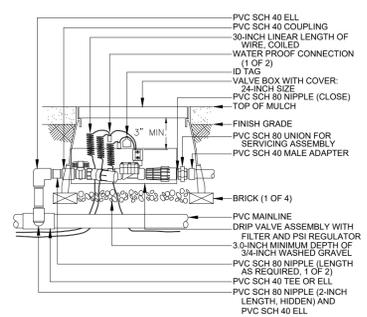 PVC SCH 40 ELL
PVC SCH 40 COUPLING
30-INCH LINEAR LENGTH OF
WIRE, COILED
WATER PROOF CONNECTION
(1 OF 2)
ID TAG
VALVE BOX WITH COVER:
24-INCH SIZE
PVC SCH 80 NIPPLE (CLOSE)
TOP OF MULCH
FINISH GRADE
3" MIN.
PVC SCH 80 UNION FOR
SERVICING ASSEMBLY
PVC SCH 40 MALE ADAPTER
BRICK (1 OF 4)
PVC MAINLINE
DRIP VALVE ASSEMBLY WITH
FILTER AND PSI REGULATOR
3.0-INCH MINIMUM DEPTH OF
3/4-INCH WASHED GRAVEL
PVC SCH 80 NIPPLE (LENGTH
AS REQUIRED, 1 OF 2)
PVC SCH 40 TEE OR ELL
PVC SCH 80 NIPPLE (2-INCH
LENGTH, HIDDEN) AND
PVC SCH 40 ELL